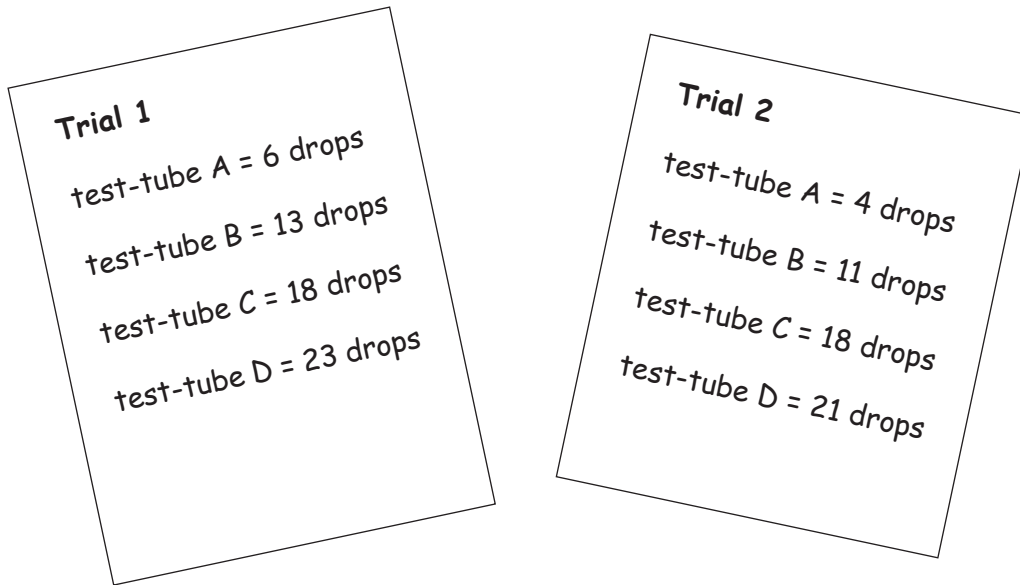 Trial 1
test-tube A = 6 drops
test-tube B = 13 drops
test-tube C = 18 drops
test-tube D = 23 drops
Trial 2
test-tube A = 4 drops
test-tube B = 11 drops
test-tube C = 18 drops
test-tube D = 21 drops